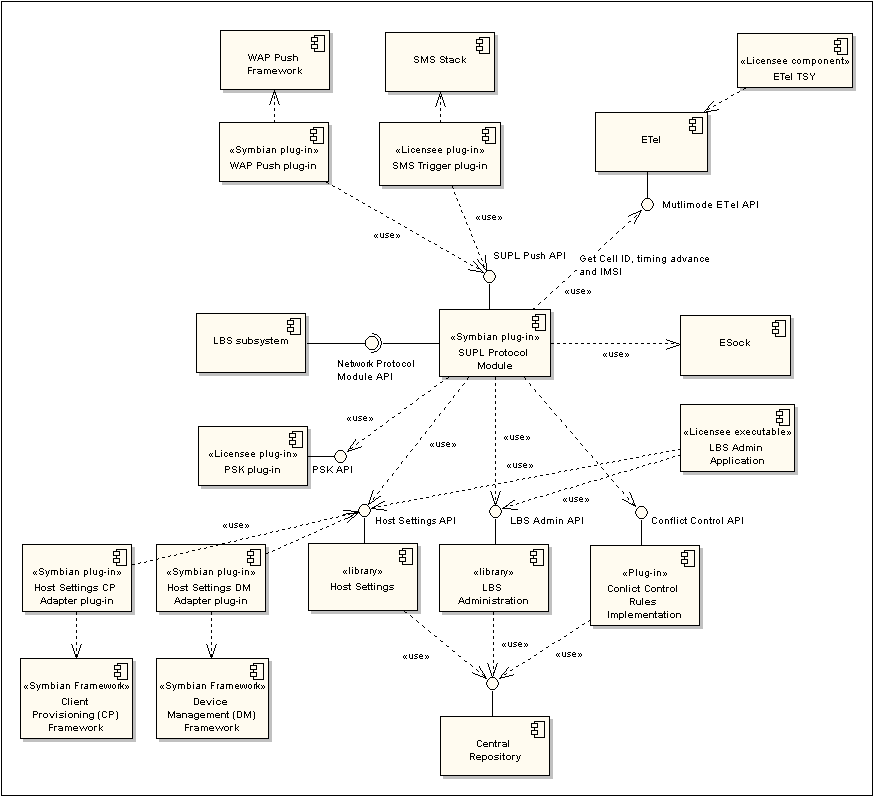 WAP Push
Framework
SMS Stack
«Licensee component»
ETel TSY
«Symbian plug-in»
WAP Push plug-in
«Licensee plug-in»
SMS Trigger plug-in
ETel
Mutlimode ETel API
«use»
«use»
SUPL Push API
Get Cell ID, timing advance
and IMSI
«use»
LBS subsystem
Network Protocol
Module API
«Symbian plug-in»
SUPL Protocol
Module
«use»
ESock
«Licensee plug-in»
PSK plug-in
PSK API
«use»
«use»
«use»
«Licensee executable»
LBS Admin
Application
«use»
«use»
«use»
Host Settings API
LBS Admin API
Conflict Control API
«Symbian plug-in»
Host Settings CP
Adapter plug-in
«Symbian plug-in»
Host Settings DM
Adapter plug-in
«library»
Host Settings
«library»
LBS
Administration
«Plug-in»
Conlict Control
Rules
Implementation
«use»
«use»
«use»
«Symbian Framework»
Client
Provisioning (CP)
Framework
«Symbian Framework»
Device
Management (DM)
Framework
Central
Repository